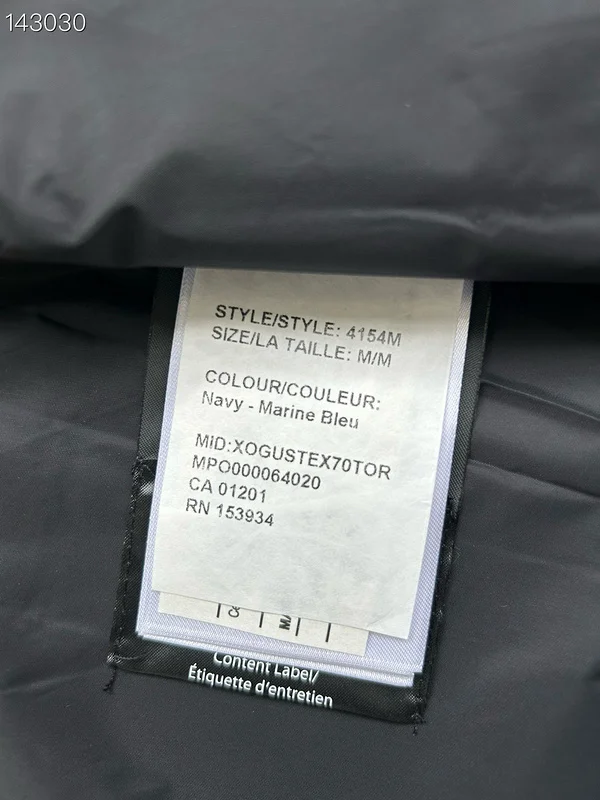 143030
STYLE/STYLE: 4154M
SIZE/LA TAILLE: M/M
COLOUR/COULEUR:
Navy - Marine Bleu
MID:XOGUSTEX70TOR
MPO000064020
CA 01201
RN 153934
Content Label/
Étiquette d'entretien